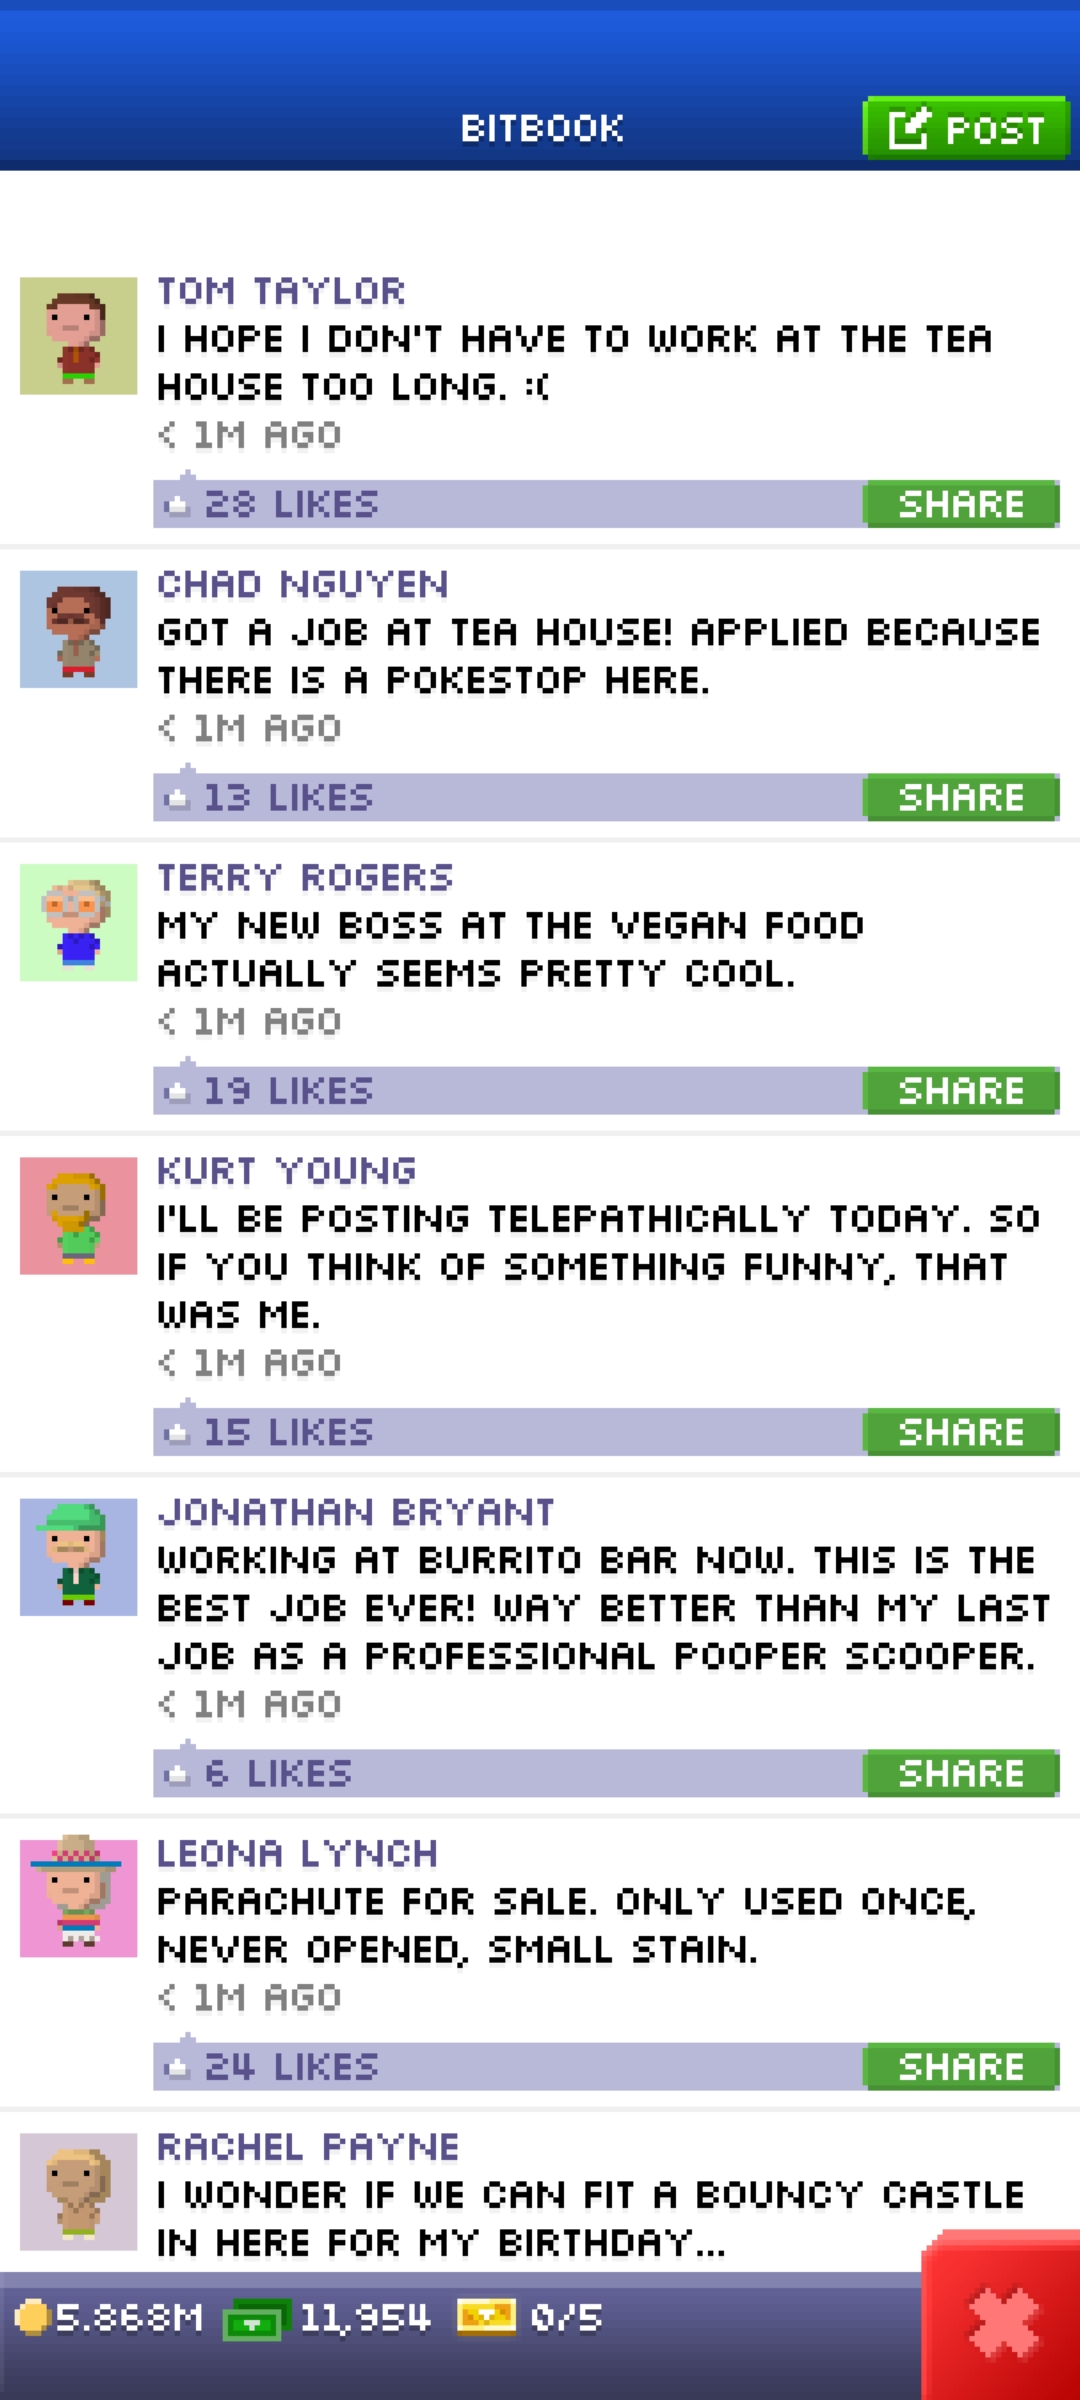 BITBOOK
POST
TOM TAYLOR
I HOPE I DON'T HAVE TO WORK AT THE TEA
HOUSE TOO LONG. :(
< 1M AGO
28 LIKES
SHARE
CHAD NGUYEN
GOT A JOB AT TEA HOUSE! APPLIED BECAUSE
THERE IS A POKESTOP HERE.
< 1M AGO
13 LIKES
SHARE
TERRY ROGERS
MY NEW BOSS AT THE VEGAN FOOD
ACTUALLY SEEMS PRETTY COOL.
< 1M AGO
19 LIKES
SHARE
KURT YOUNG
I'LL BE POSTING TELEPATHICALLY TODAY. SO
IF YOU THINK OF SOMETHING FUNNY, THAT
WAS ME.
< 1M AGO
15 LIKES
SHARE
JONATHAN BRYANT
WORKING AT BURRITO BAR NOW. THIS IS THE
BEST JOB EVER! WAY BETTER THAN MY LAST
JOB AS A PROFESSIONAL POOPER SCOOPER.
< 1M AGO
6 LIKES
SHARE
LEONA LYNCH
PARACHUTE FOR SALE. ONLY USED ONCE,
NEVER OPENED, SMALL STAIN.
< 1M AGO
24 LIKES
SHARE
RACHEL PAYNE
I WONDER IF WE CAN FIT A BOUNCY CASTLE
IN HERE FOR MY BIRTHDAY...
5.868M 11,954 0/5